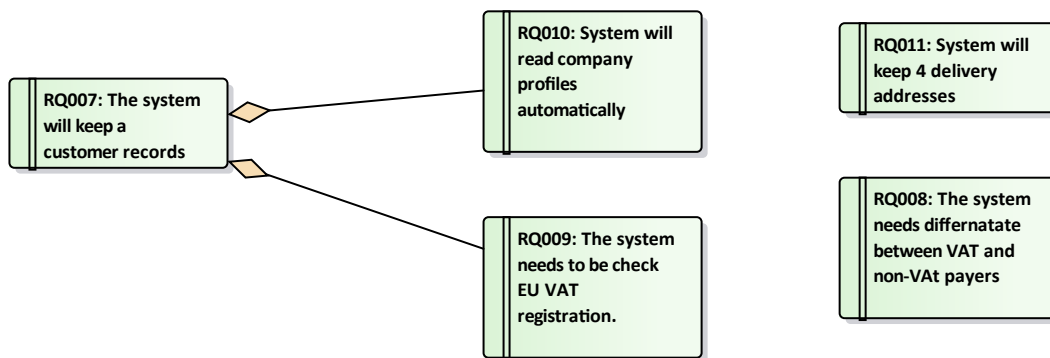 RQ010: System will
read company
profiles
automatically
RQ011: System will
keep 4 delivery
addresses
RQ007: The system
will keep a
customer records
RQ009: The system
needs to be check
EU VAT
registration.
RQ008: The system
needs differnatate
between VAT and
non-VAt payers